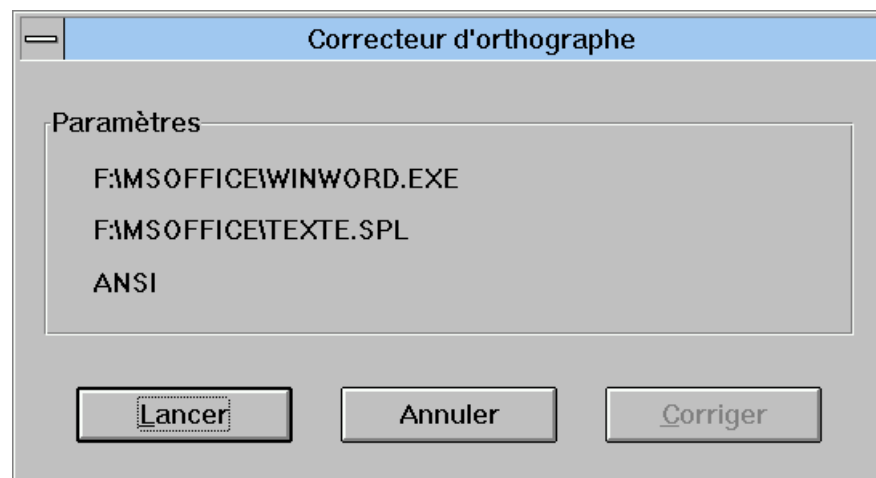 Correcteur d'orthographe
Paramètres
F:\MSOFFICE\WINWORD.EXE
F:\MSOFFICE\TEXTE.SPL
ANSI
Lancer Annuler Corriger